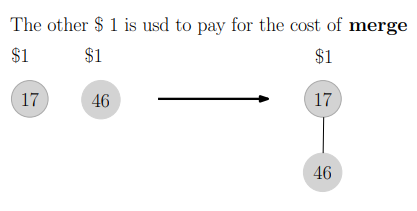 The other $ 1 is usd to pay for the cost of merge
$1 $1 $1
17 46 17
46